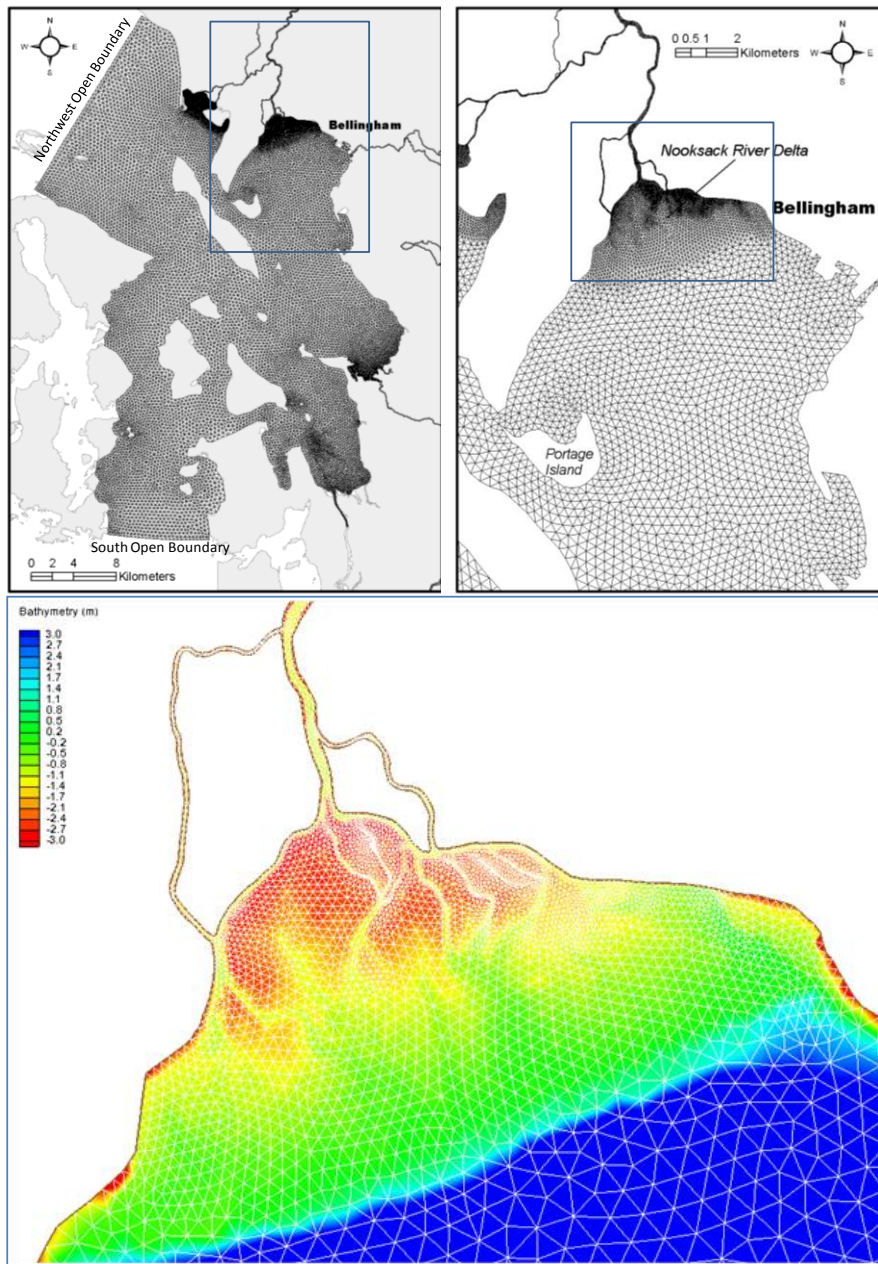 N
W
E
S
Northwest Open Boundary
Bellingham
South Open Boundary
0 2 4 8
Kilometers
0 0.5 1 2
Kilometers
N
W
E
S
Nooksack River Delta
Bellingham
Portage
Island
Bathymetry (m)
3.0
2.7
2.4
2.1
1.7
1.4
1.1
0.8
0.5
0.2
-0.2
-0.5
-0.8
-1.1
-1.4
-1.7
-2.1
-2.4
-2.7
-3.0